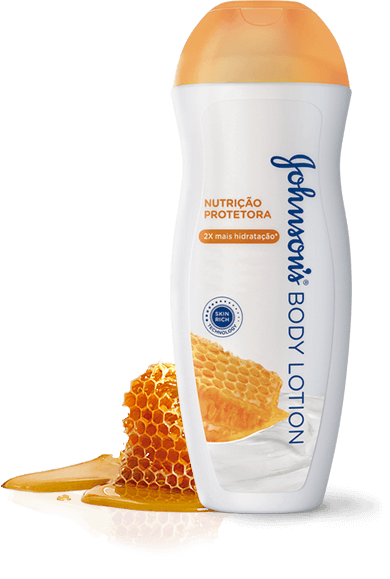 NUTRIÇÃO
PROTETORA
2X mais hidratação*
Johnson's®
BODY LOTION
SKIN
RICH
TECHNOLOGY